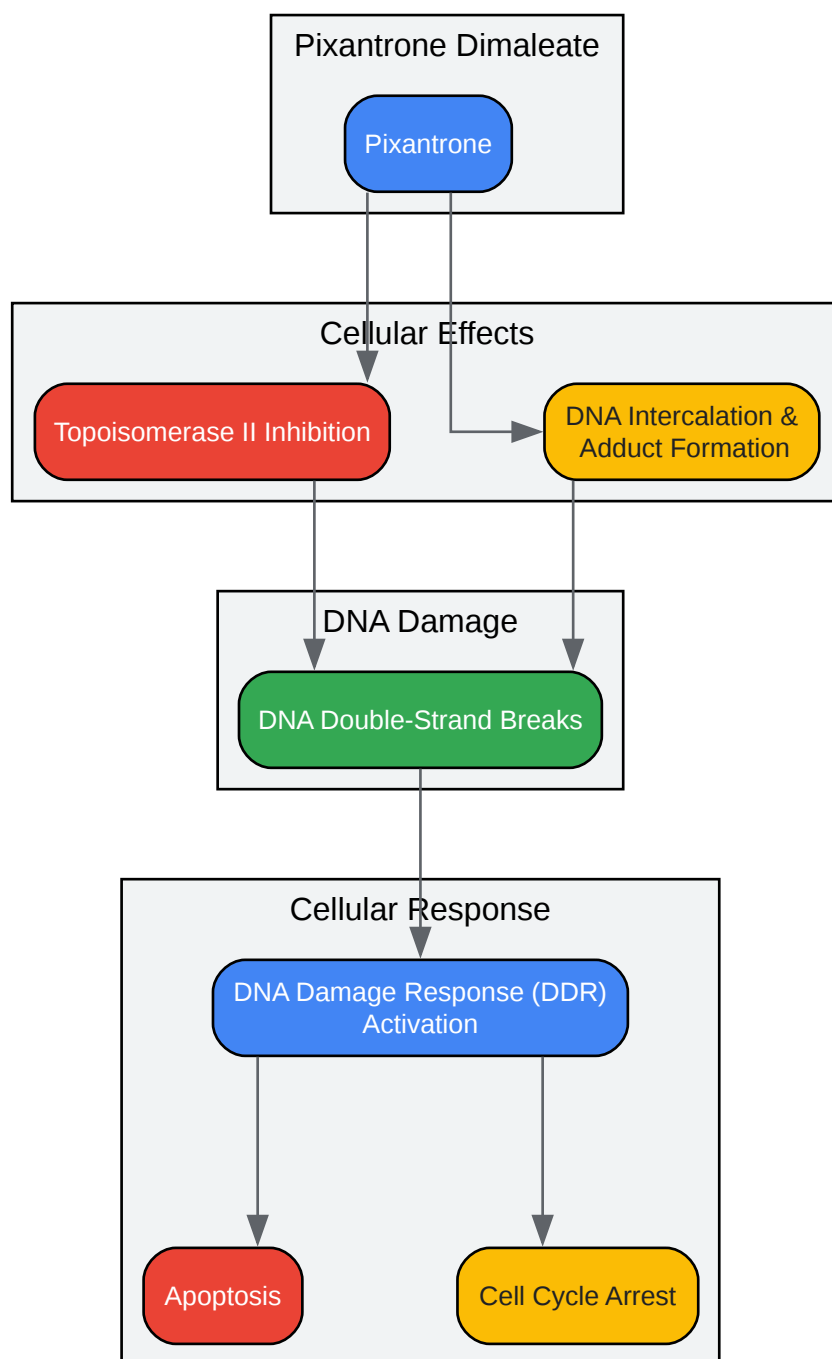 Pixantrone Dimaleate
Pixantrone
Cellular Effects
Topoisomerase II Inhibition
DNA Intercalation &
Adduct Formation
DNA Damage
DNA Double-Strand Breaks
Cellular Response
DNA Damage Response (DDR)
Activation
Apoptosis
Cell Cycle Arrest